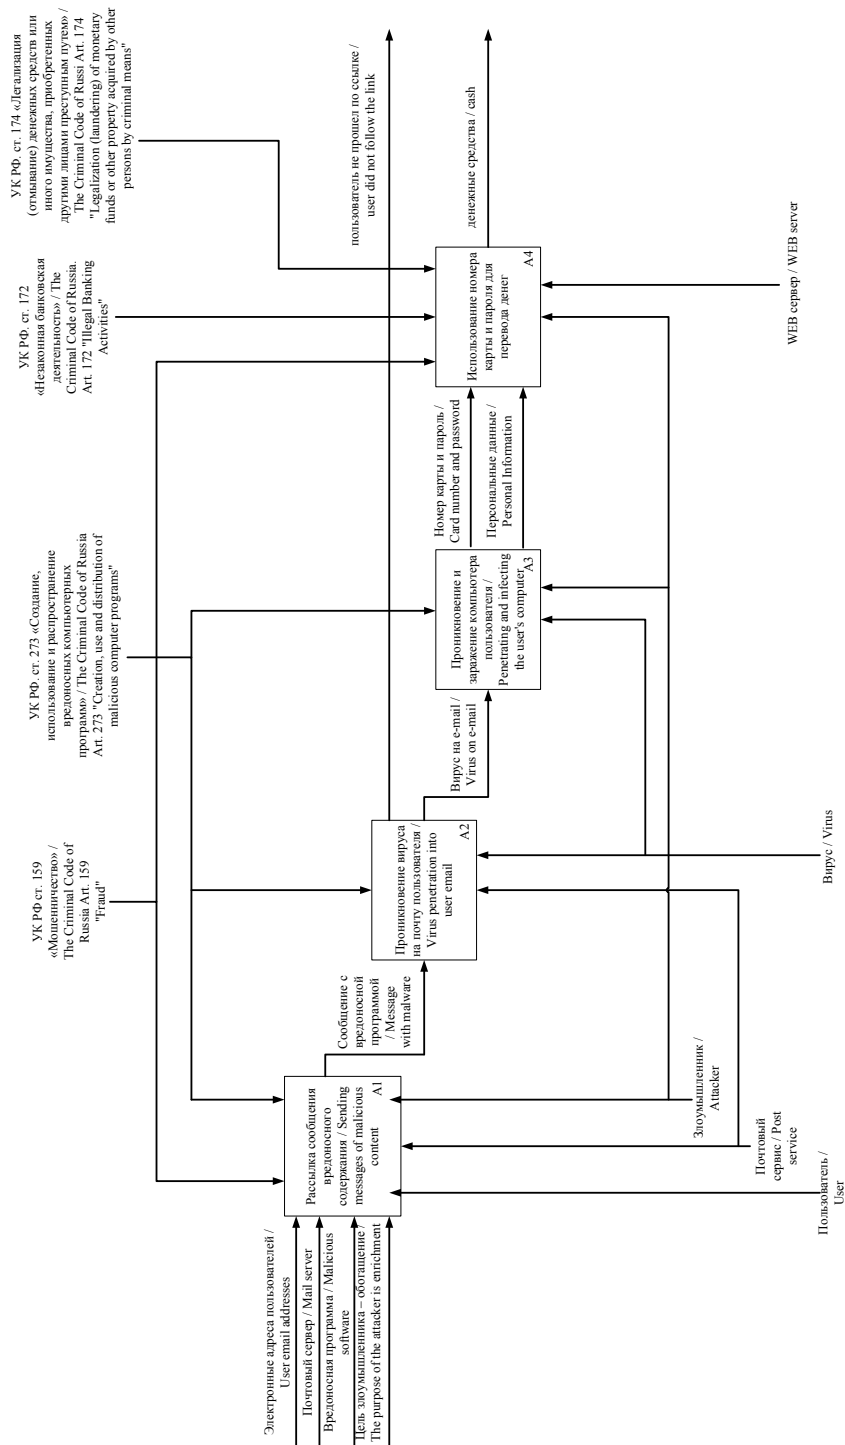 УК РФ ст. 159
«Мошенничество» /
The Criminal Code of
Russia Art. 159
"Fraud"
УК РФ. ст. 273 «Создание,
использование и распространение
вредоносных компьютерных
программ» / The Criminal Code of Russia
Art. 273 "Creation, use and distribution of
malicious computer programs"
УК РФ. ст. 172
«Незаконная банковская
деятельность» / The
Criminal Code of Russia.
Art. 172 "Illegal Banking
Activities"
УК РФ. ст. 174 «Легализация
(отмывание) денежных средств или
иного имущества, приобретенных
другими лицами преступным путем» /
The Criminal Code of Russi Art. 174
"Legalization (laundering) of monetary
funds or other property acquired by other
persons by criminal means"
Электронные адреса пользователей /
User email addresses
Почтовый сервер / Mail server
Вредоносная программа / Malicious
software
Цель злоумышленника – обогащение /
The purpose of the attacker is enrichment
Рассылка сообщения
вредоносного
содержания / Sending
messages of malicious
content
A1
Сообщение с
вредоносной
программой
/ Message
with malware
Проникновение вируса
на почту пользователя /
Virus penetration into
user email
A2
Вирус на e-mail /
Virus on e-mail
Проникновение и
заражение компьютера
пользователя /
Penetrating and infecting
the user's computer
A3
Номер карты и пароль /
Card number and password
Персональные данные /
Personal Information
Использование номера
карты и пароля для
перевода денег
A4
пользователь не прошел по ссылке /
user did not follow the link
денежные средства / cash
Пользователь /
User
Почтовый
сервис / Post
service
Злоумышленник /
Attacker
Вирус / Virus
WEB сервер / WEB server